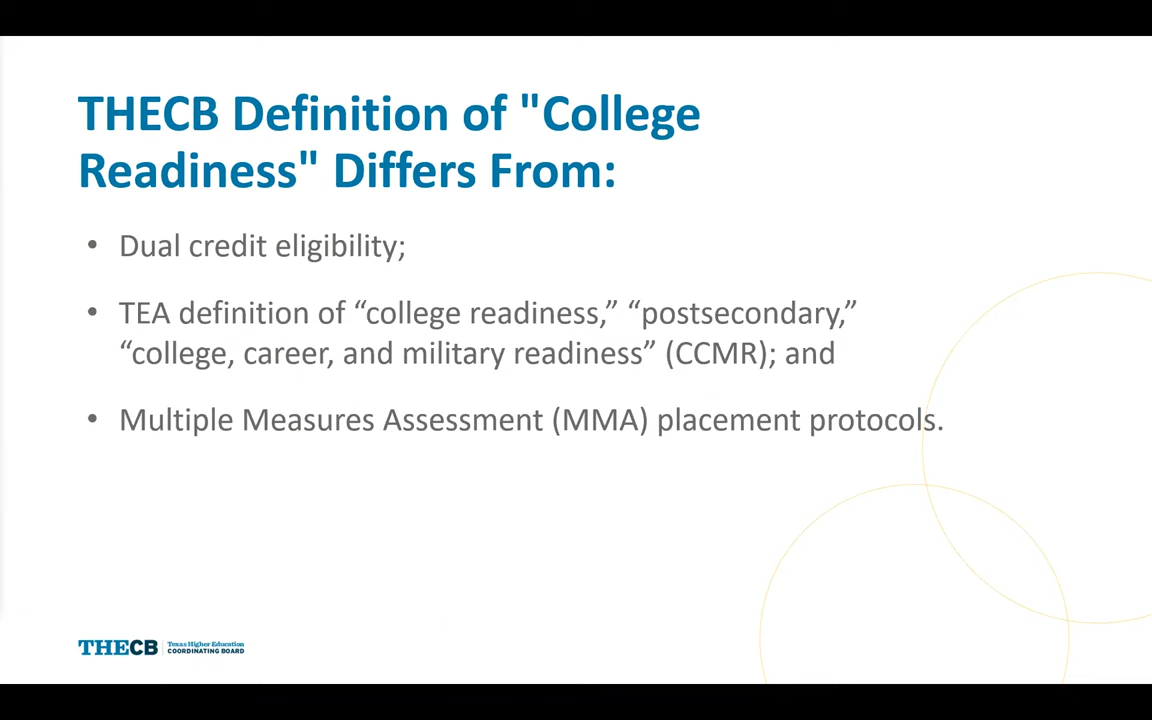 THECB Definition of "College
Readiness" Differs From:
• Dual credit eligibility;
• TEA definition of “college readiness,” “postsecondary,”
“college, career, and military readiness” (CCMR); and
• Multiple Measures Assessment (MMA) placement protocols.
THECB Texas Higher Education
COORDINATING BOARD